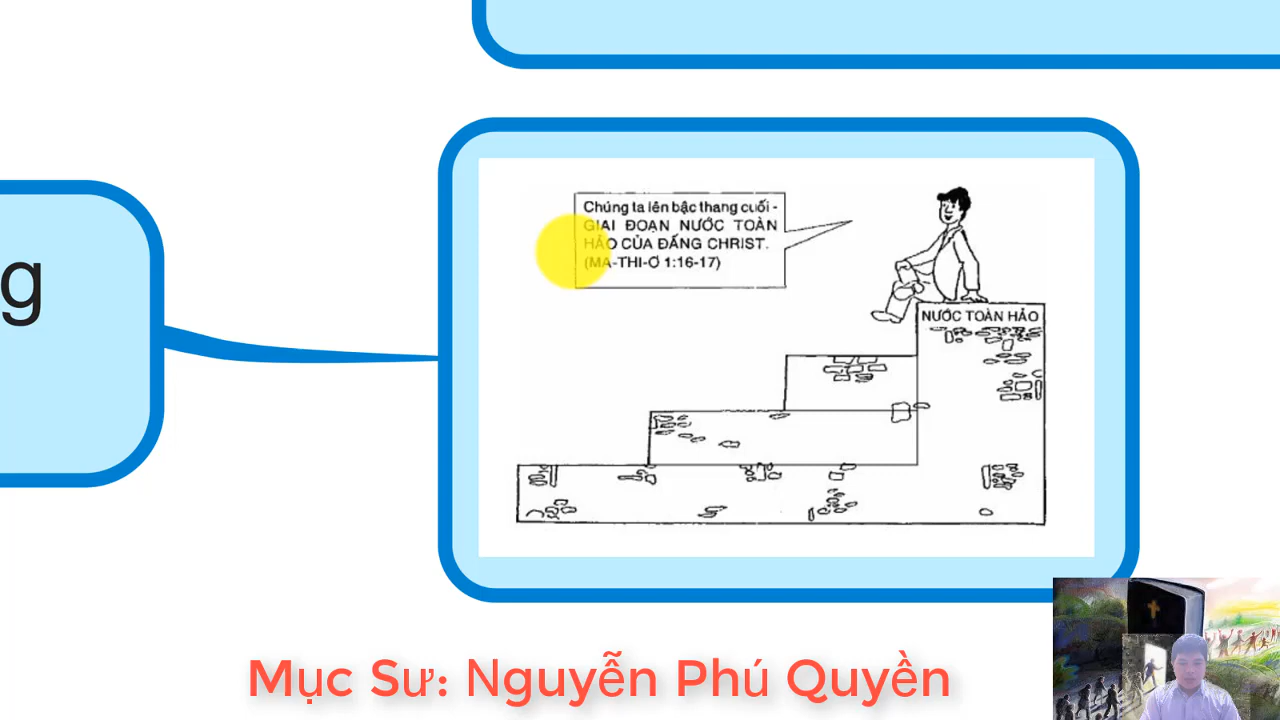 g
Chúng ta lên bậc thang cuối -
GIAI ĐOẠN NƯỚC TOÀN
HẢO CỦA ĐẤNG CHRIST.
(MA-THI-Ơ 1:16-17)
NƯỚC TOÀN HẢO
Mục Sư: Nguyễn Phú Quyền